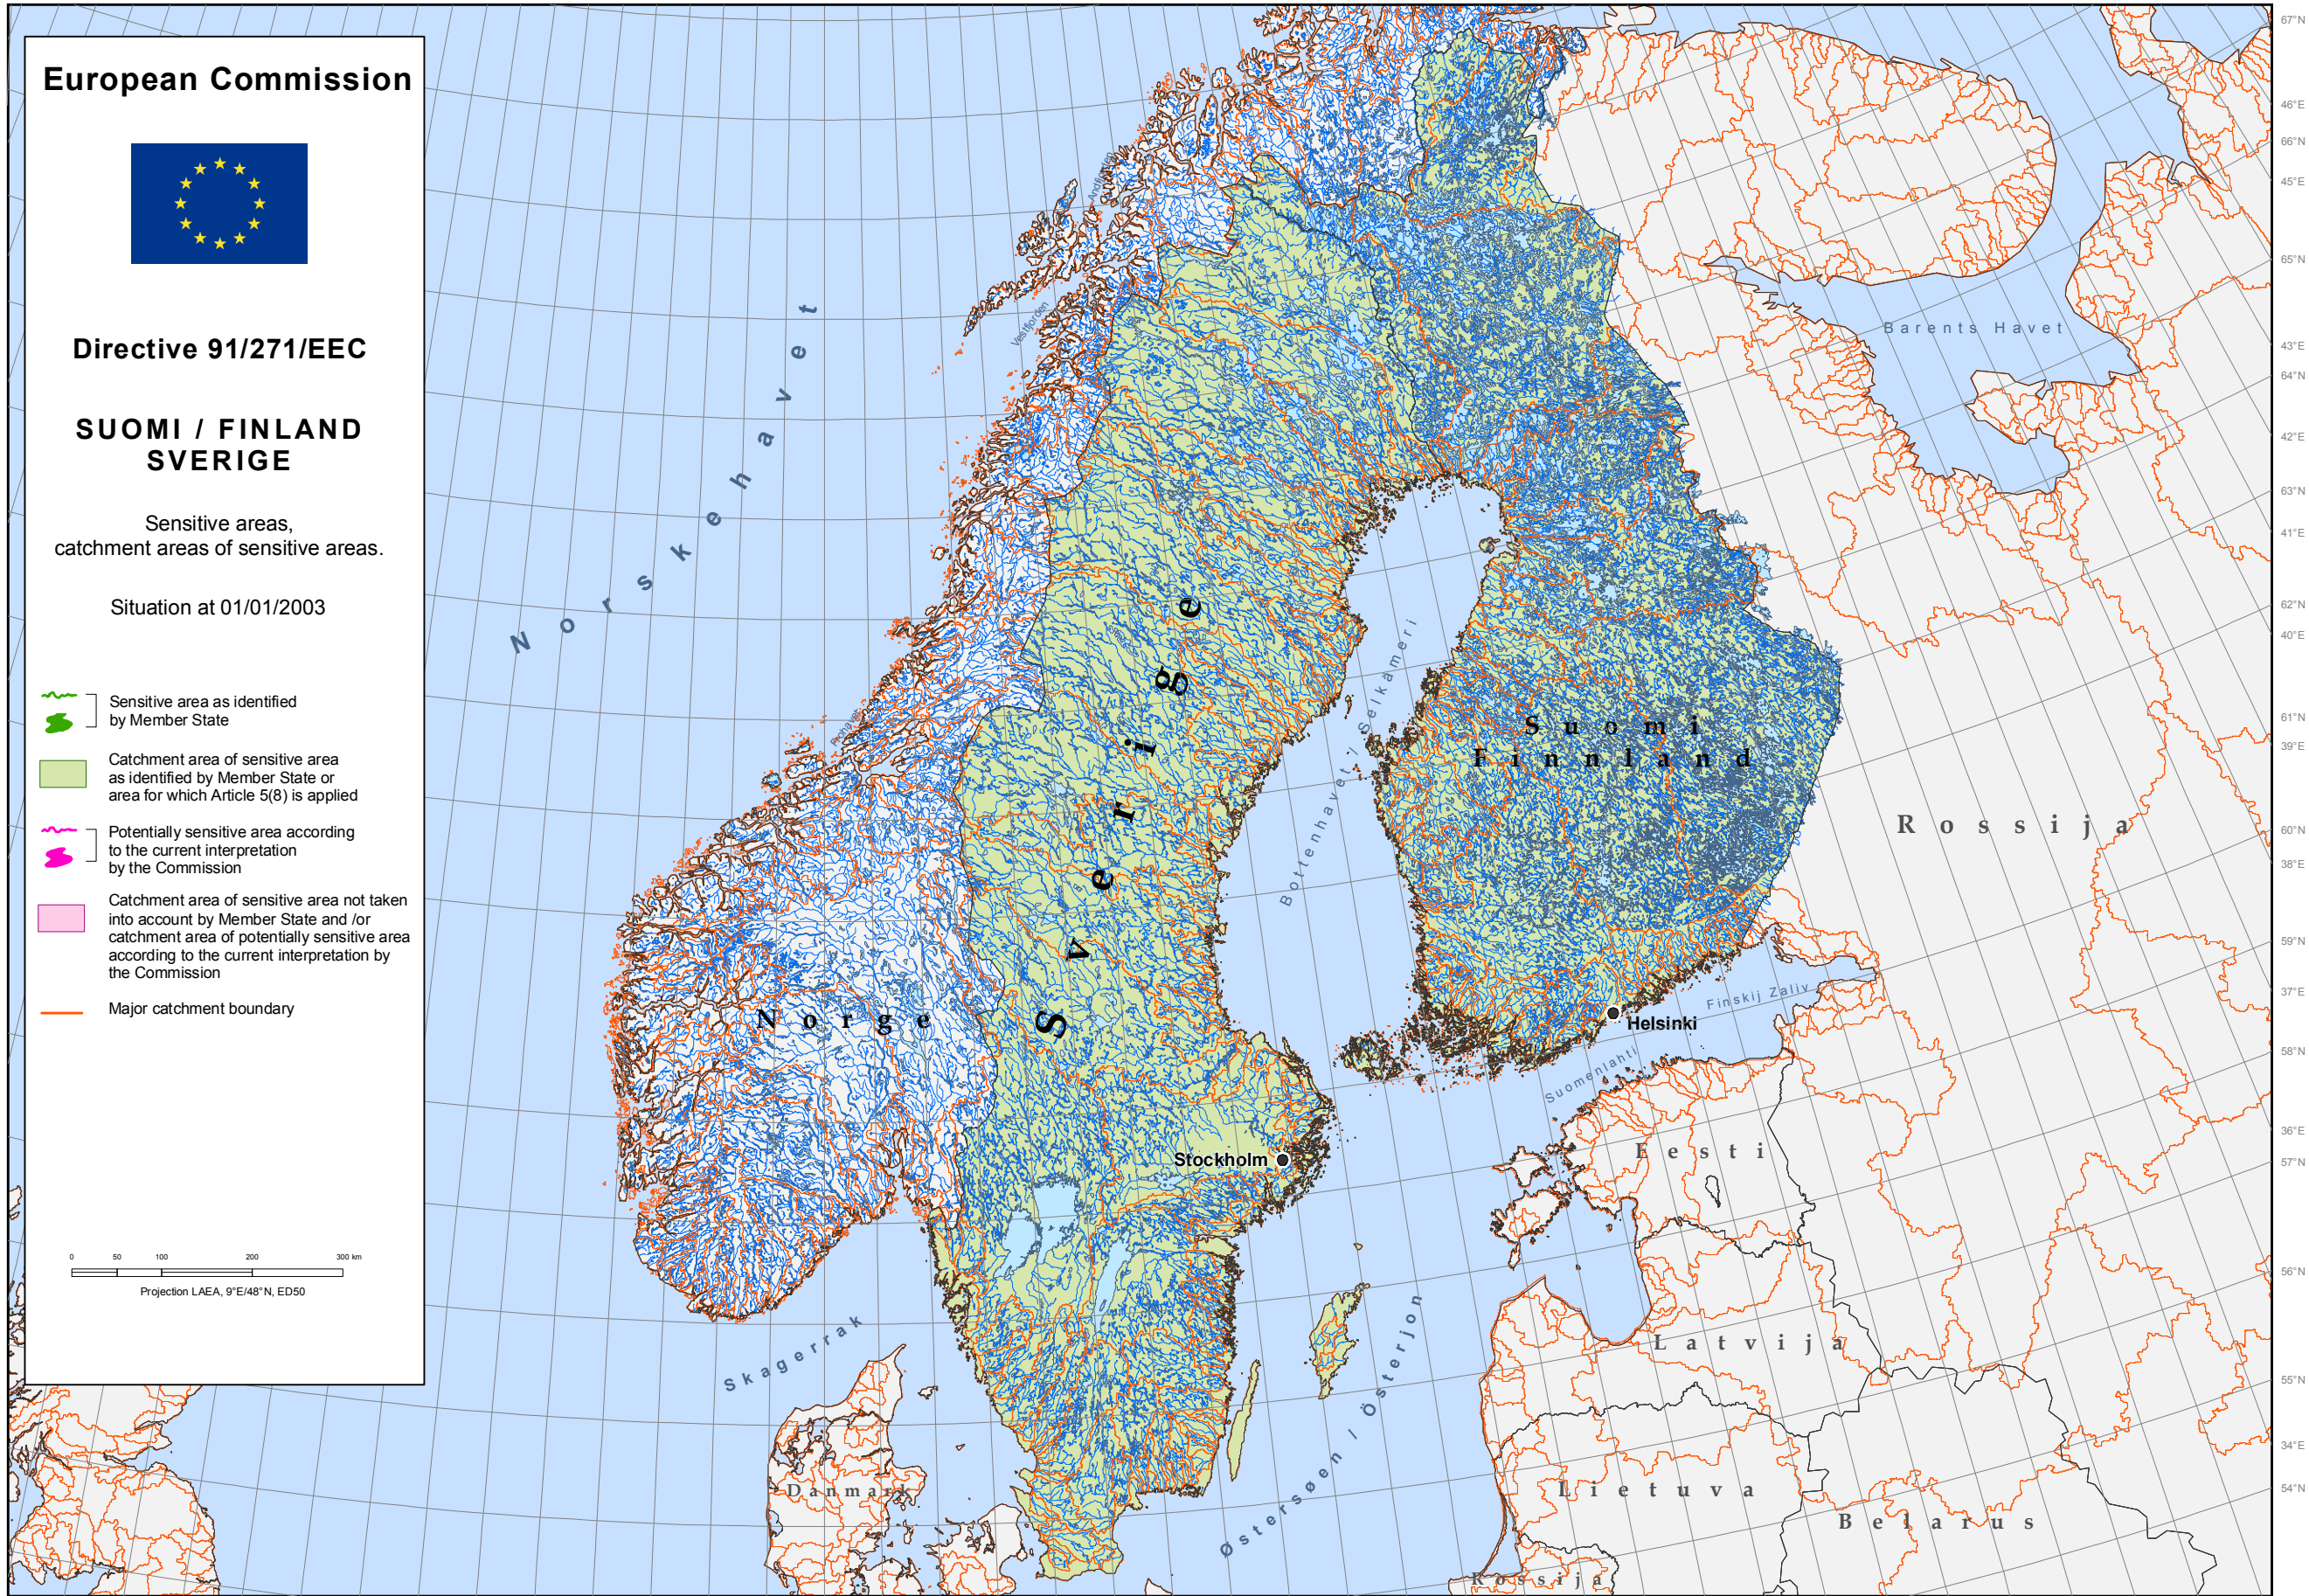 European Commission
Directive 91/271/EEC
SUOMI / FINLAND
SVERIGE
Sensitive areas,
catchment areas of sensitive areas.
Situation at 01/01/2003
Sensitive area as identified
by Member State
Catchment area of sensitive area
as identified by Member State or
area for which Article 5(8) is applied
Potentially sensitive area according
to the current interpretation
by the Commission
Catchment area of sensitive area not taken
into account by Member State and /or
catchment area of potentially sensitive area
according to the current interpretation by
the Commission
Major catchment boundary
0 50 100 200 300 km
Projection LAEA, 9°E/48°N, ED50
Norskehavet
Andfjorden
Vestfjorden
Barents Havet
Bottenhavet / Selkämeri
Sverige
Suomi
Finnland
Rossija
Norge
Helsinki
Finskij Zaliv
Suomenlahti
Stockholm
Eesti
Skagerrak
Latvija
Østersøen / Österjon
Danmark
Lietuva
Belarus
Rossija
67°N
46°E
66°N
45°E
65°N
43°E
64°N
42°E
63°N
41°E
62°N
40°E
61°N
39°E
60°N
38°E
59°N
37°E
58°N
36°E
57°N
56°N
55°N
34°E
54°N